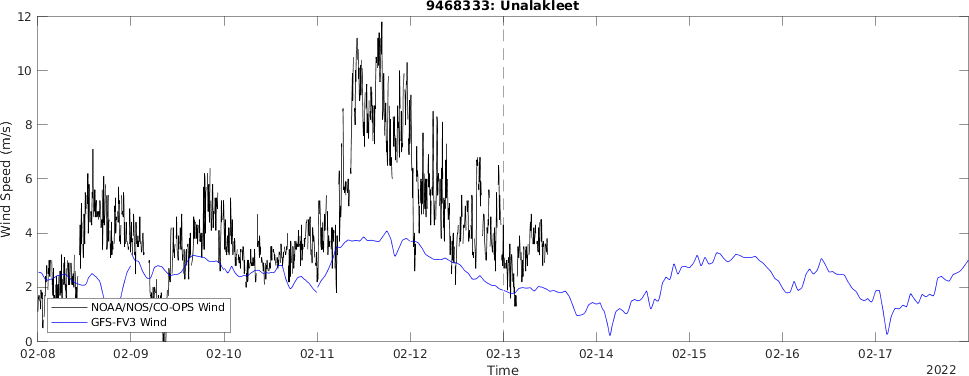 9468333: Unalakleet
Wind Speed (m/s)
12
10
8
6
4
2
0
NOAA/NOS/CO-OPS Wind
GFS-FV3 Wind
02-08 02-09 02-10 02-11 02-12 02-13 02-14 02-15 02-16 02-17
Time
2022